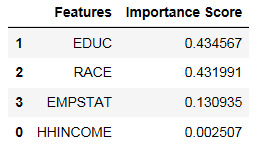 Features Importance Score
1 EDUC 0.434567
2 RACE 0.431991
3 EMPSTAT 0.130935
0 HHINCOME 0.002507